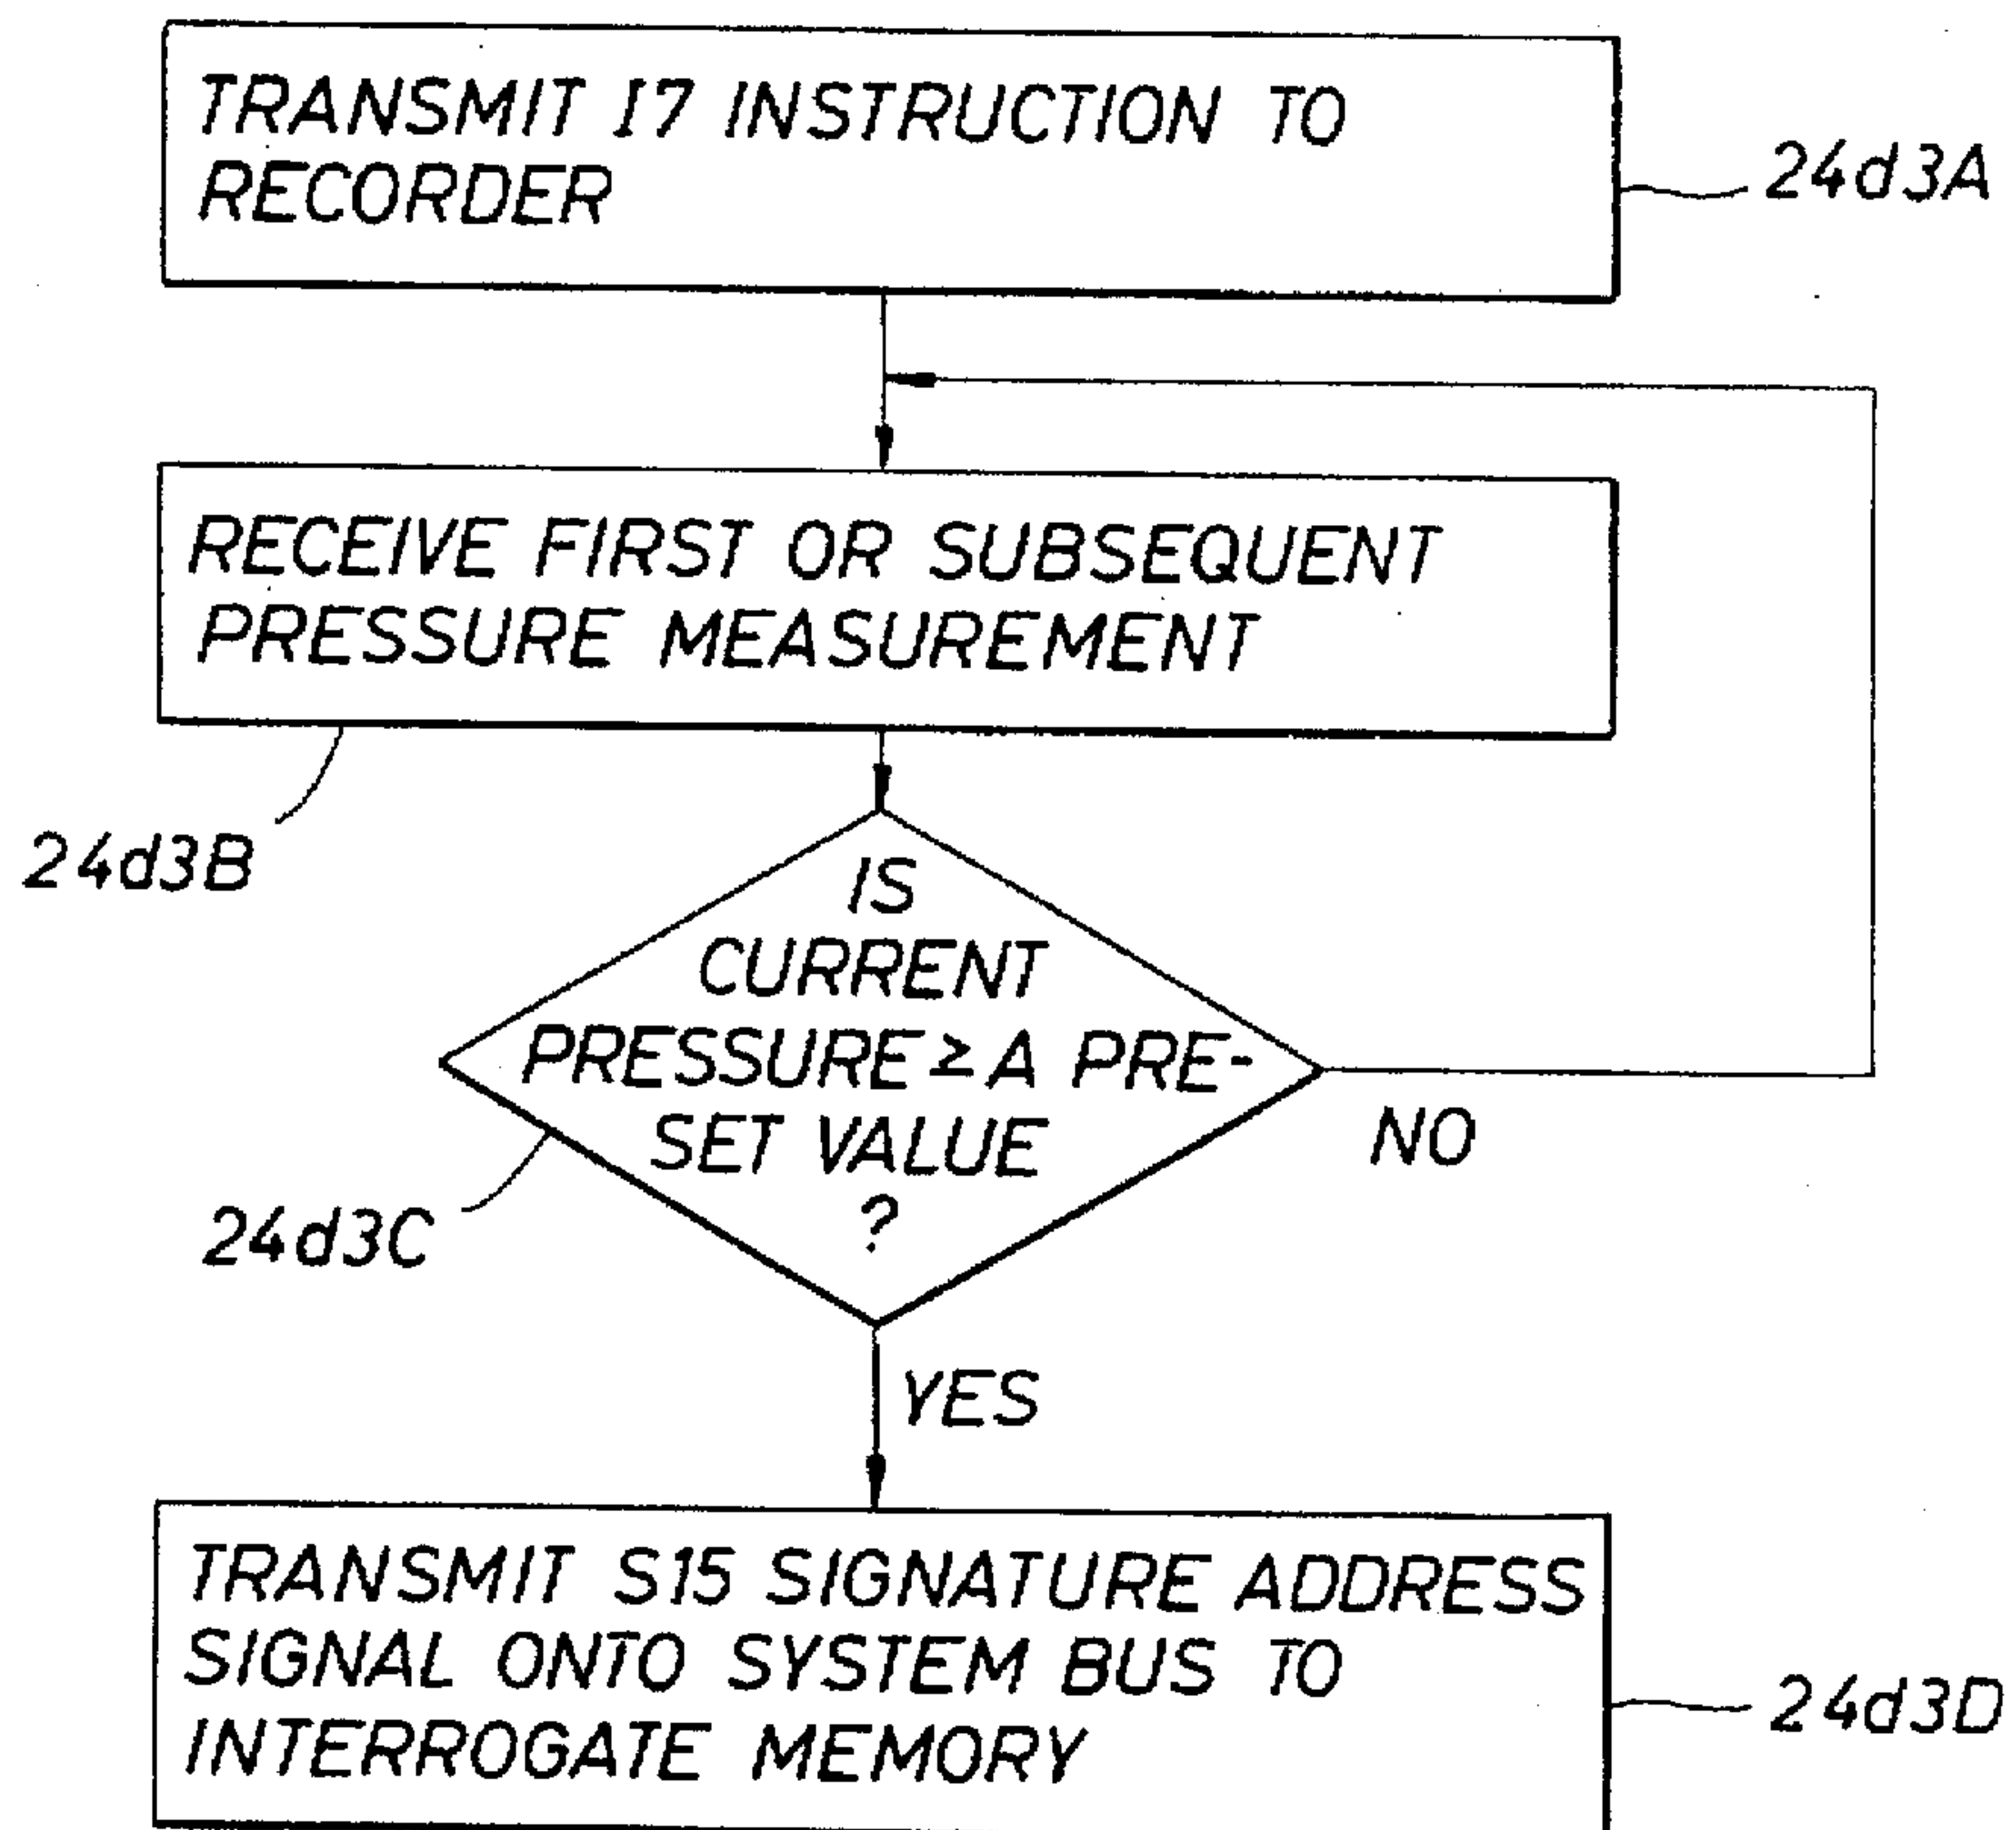 TRANSMIT I7 INSTRUCTION TO
RECORDER
24d3A
RECEIVE FIRST OR SUBSEQUENT
PRESSURE MEASUREMENT
24d3B
IS
CURRENT
PRESSURE ≥ A PRE-
SET VALUE
?
NO
24d3C
YES
TRANSMIT S15 SIGNATURE ADDRESS
SIGNAL ONTO SYSTEM BUS TO
INTERROGATE MEMORY
24d3D